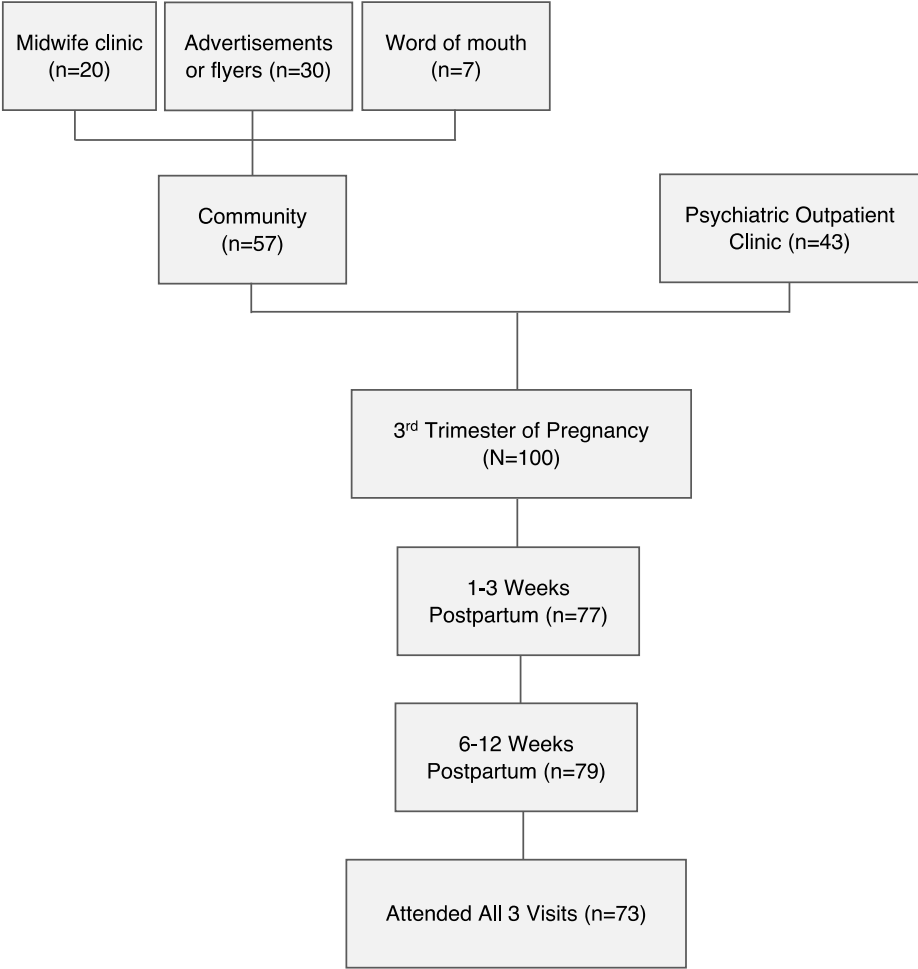 Midwife clinic
(n=20)
Advertisements
or flyers (n=30)
Word of mouth
(n=7)
Community
(n=57)
Psychiatric Outpatient
Clinic (n=43)
3rd Trimester of Pregnancy
(N=100)
1-3 Weeks
Postpartum (n=77)
6-12 Weeks
Postpartum (n=79)
Attended All 3 Visits (n=73)